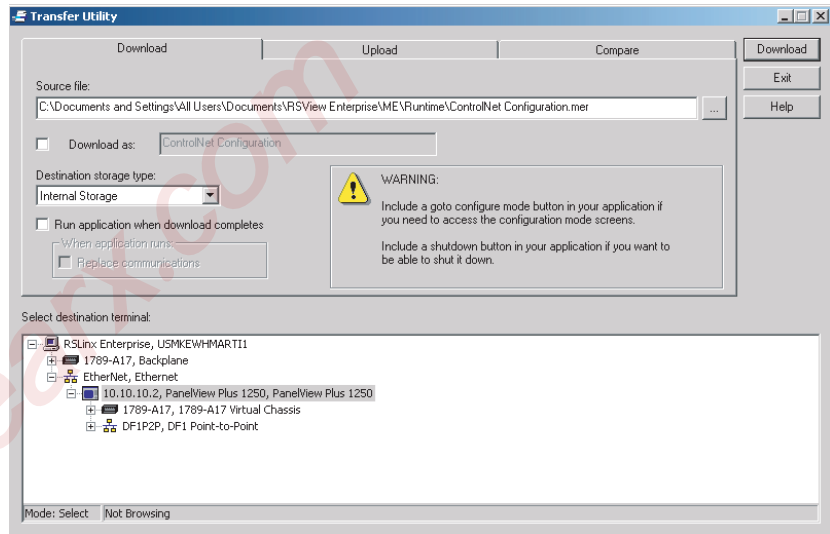 Transfer Utility
Download
Upload
Compare
Download
Exit
Help
Source file:
C:\Documents and Settings\All Users\Documents\RSView Enterprise\ME\Runtime\ControlNet Configuration.mer
...
Download as:
ControlNet Configuration
Destination storage type:
Internal Storage
Run application when download completes
When application runs:
Replace communications
WARNING:
Include a goto configure mode button in your application if
you need to access the configuration mode screens.
Include a shutdown button in your application if you want to
be able to shut it down.
Select destination terminal:
RSLinx Enterprise, USMKEWHMARTI1
1789-A17, Backplane
EtherNet, Ethernet
10.10.10.2, PanelView Plus 1250, PanelView Plus 1250
1789-A17, 1789-A17 Virtual Chassis
DF1P2P, DF1 Point-to-Point
Mode: Select
Not Browsing
earx.com